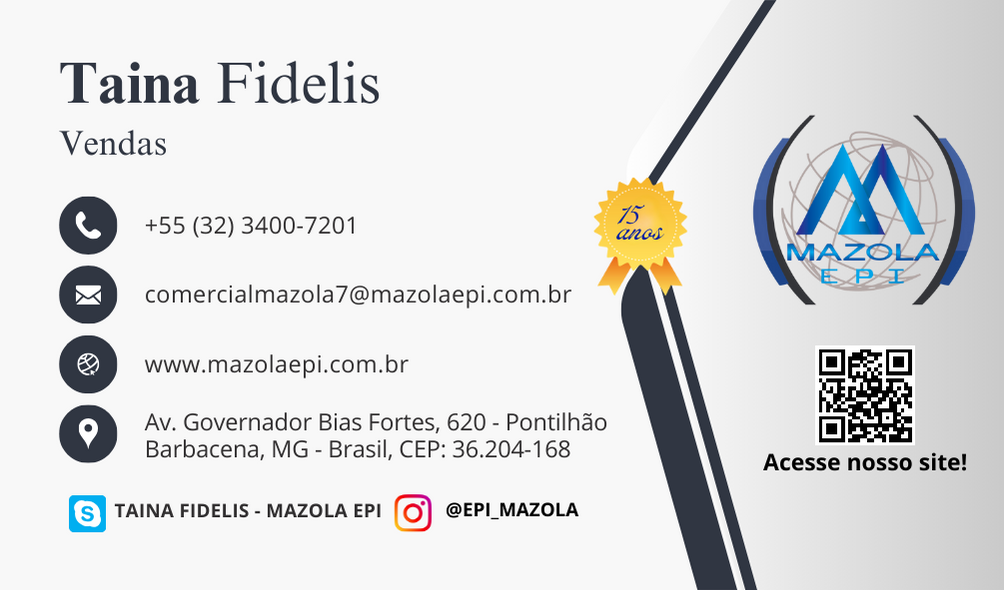 Taina Fidelis
Vendas
+55 (32) 3400-7201
comercialmazola7@mazolaepi.com.br
www.mazolaepi.com.br
Av. Governador Bias Fortes, 620 - Pontilhão
Barbacena, MG - Brasil, CEP: 36.204-168
TAINA FIDELIS - MAZOLA EPI
@EPI_MAZOLA
15
anos
MAZOLA
EPI
Acesse nosso site!